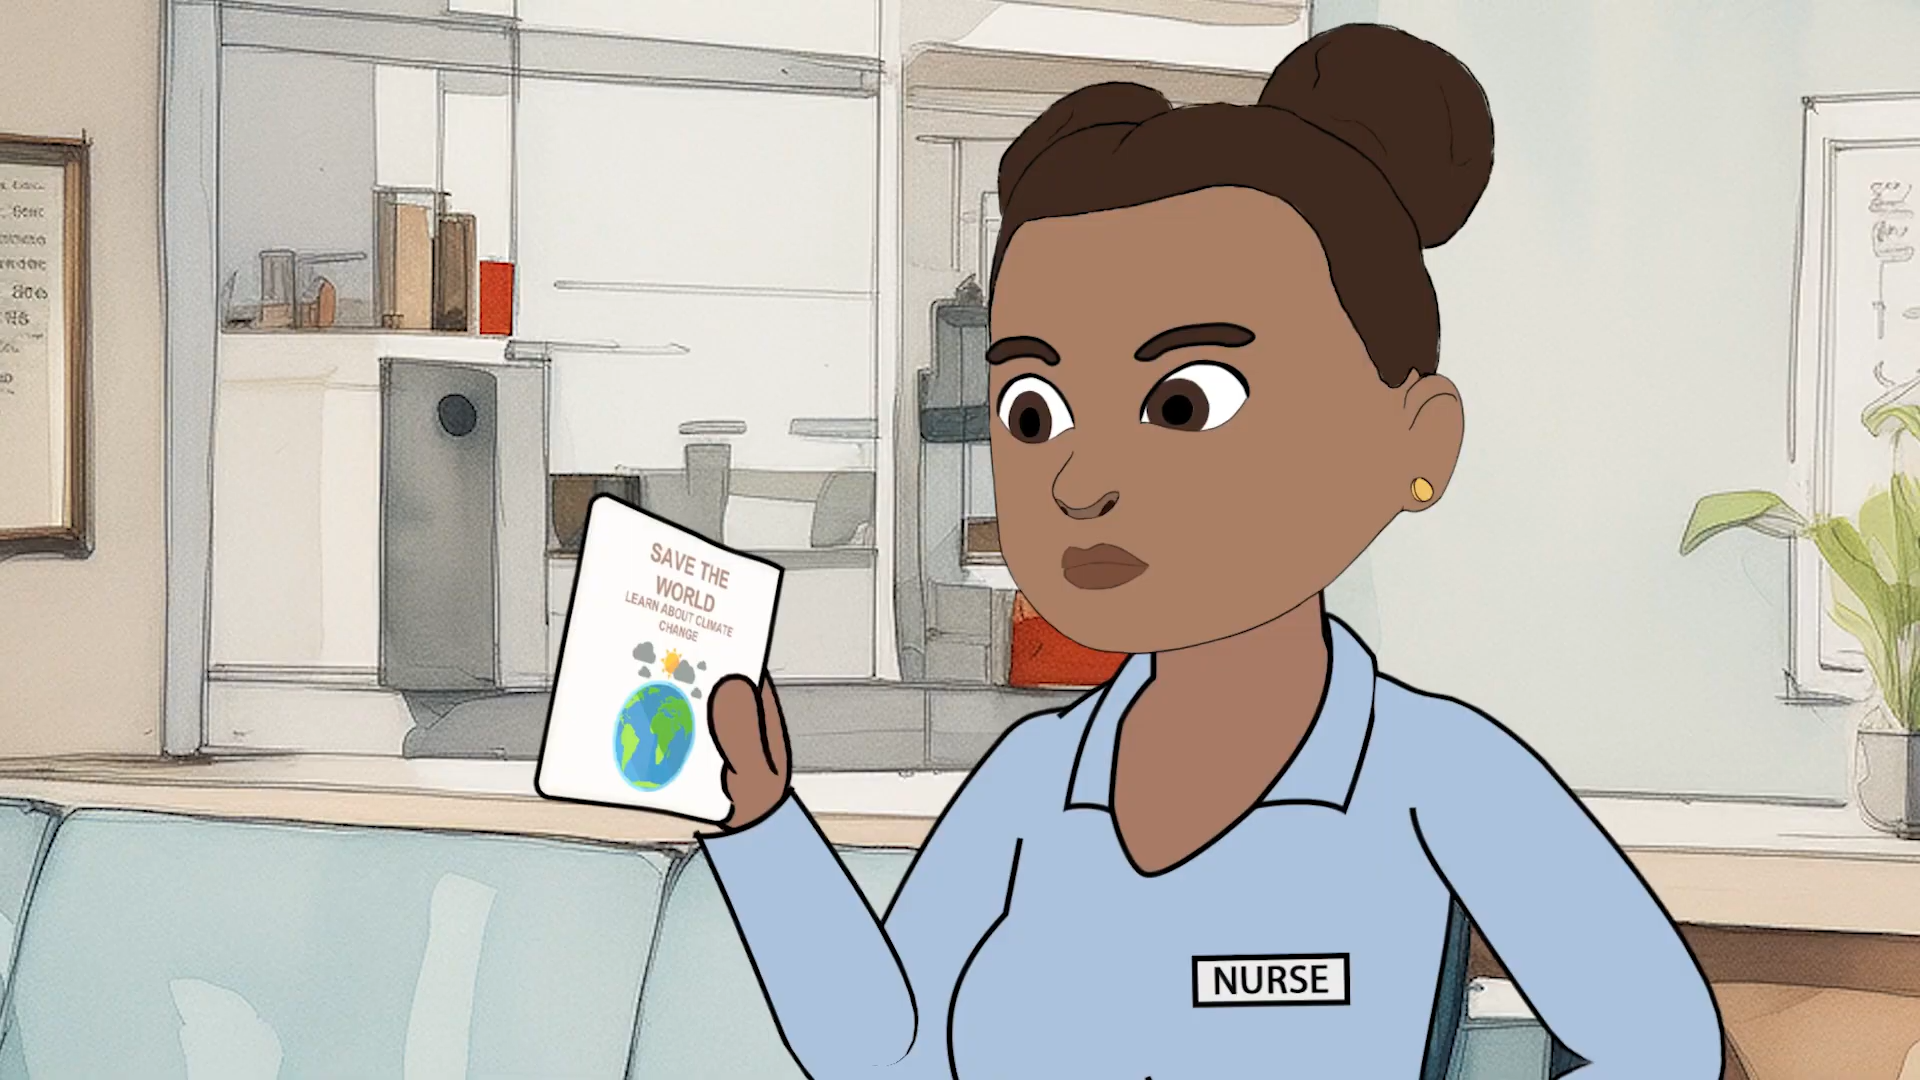 SAVE THE
WORLD
LEARN ABOUT CLIMATE
CHANGE
NURSE